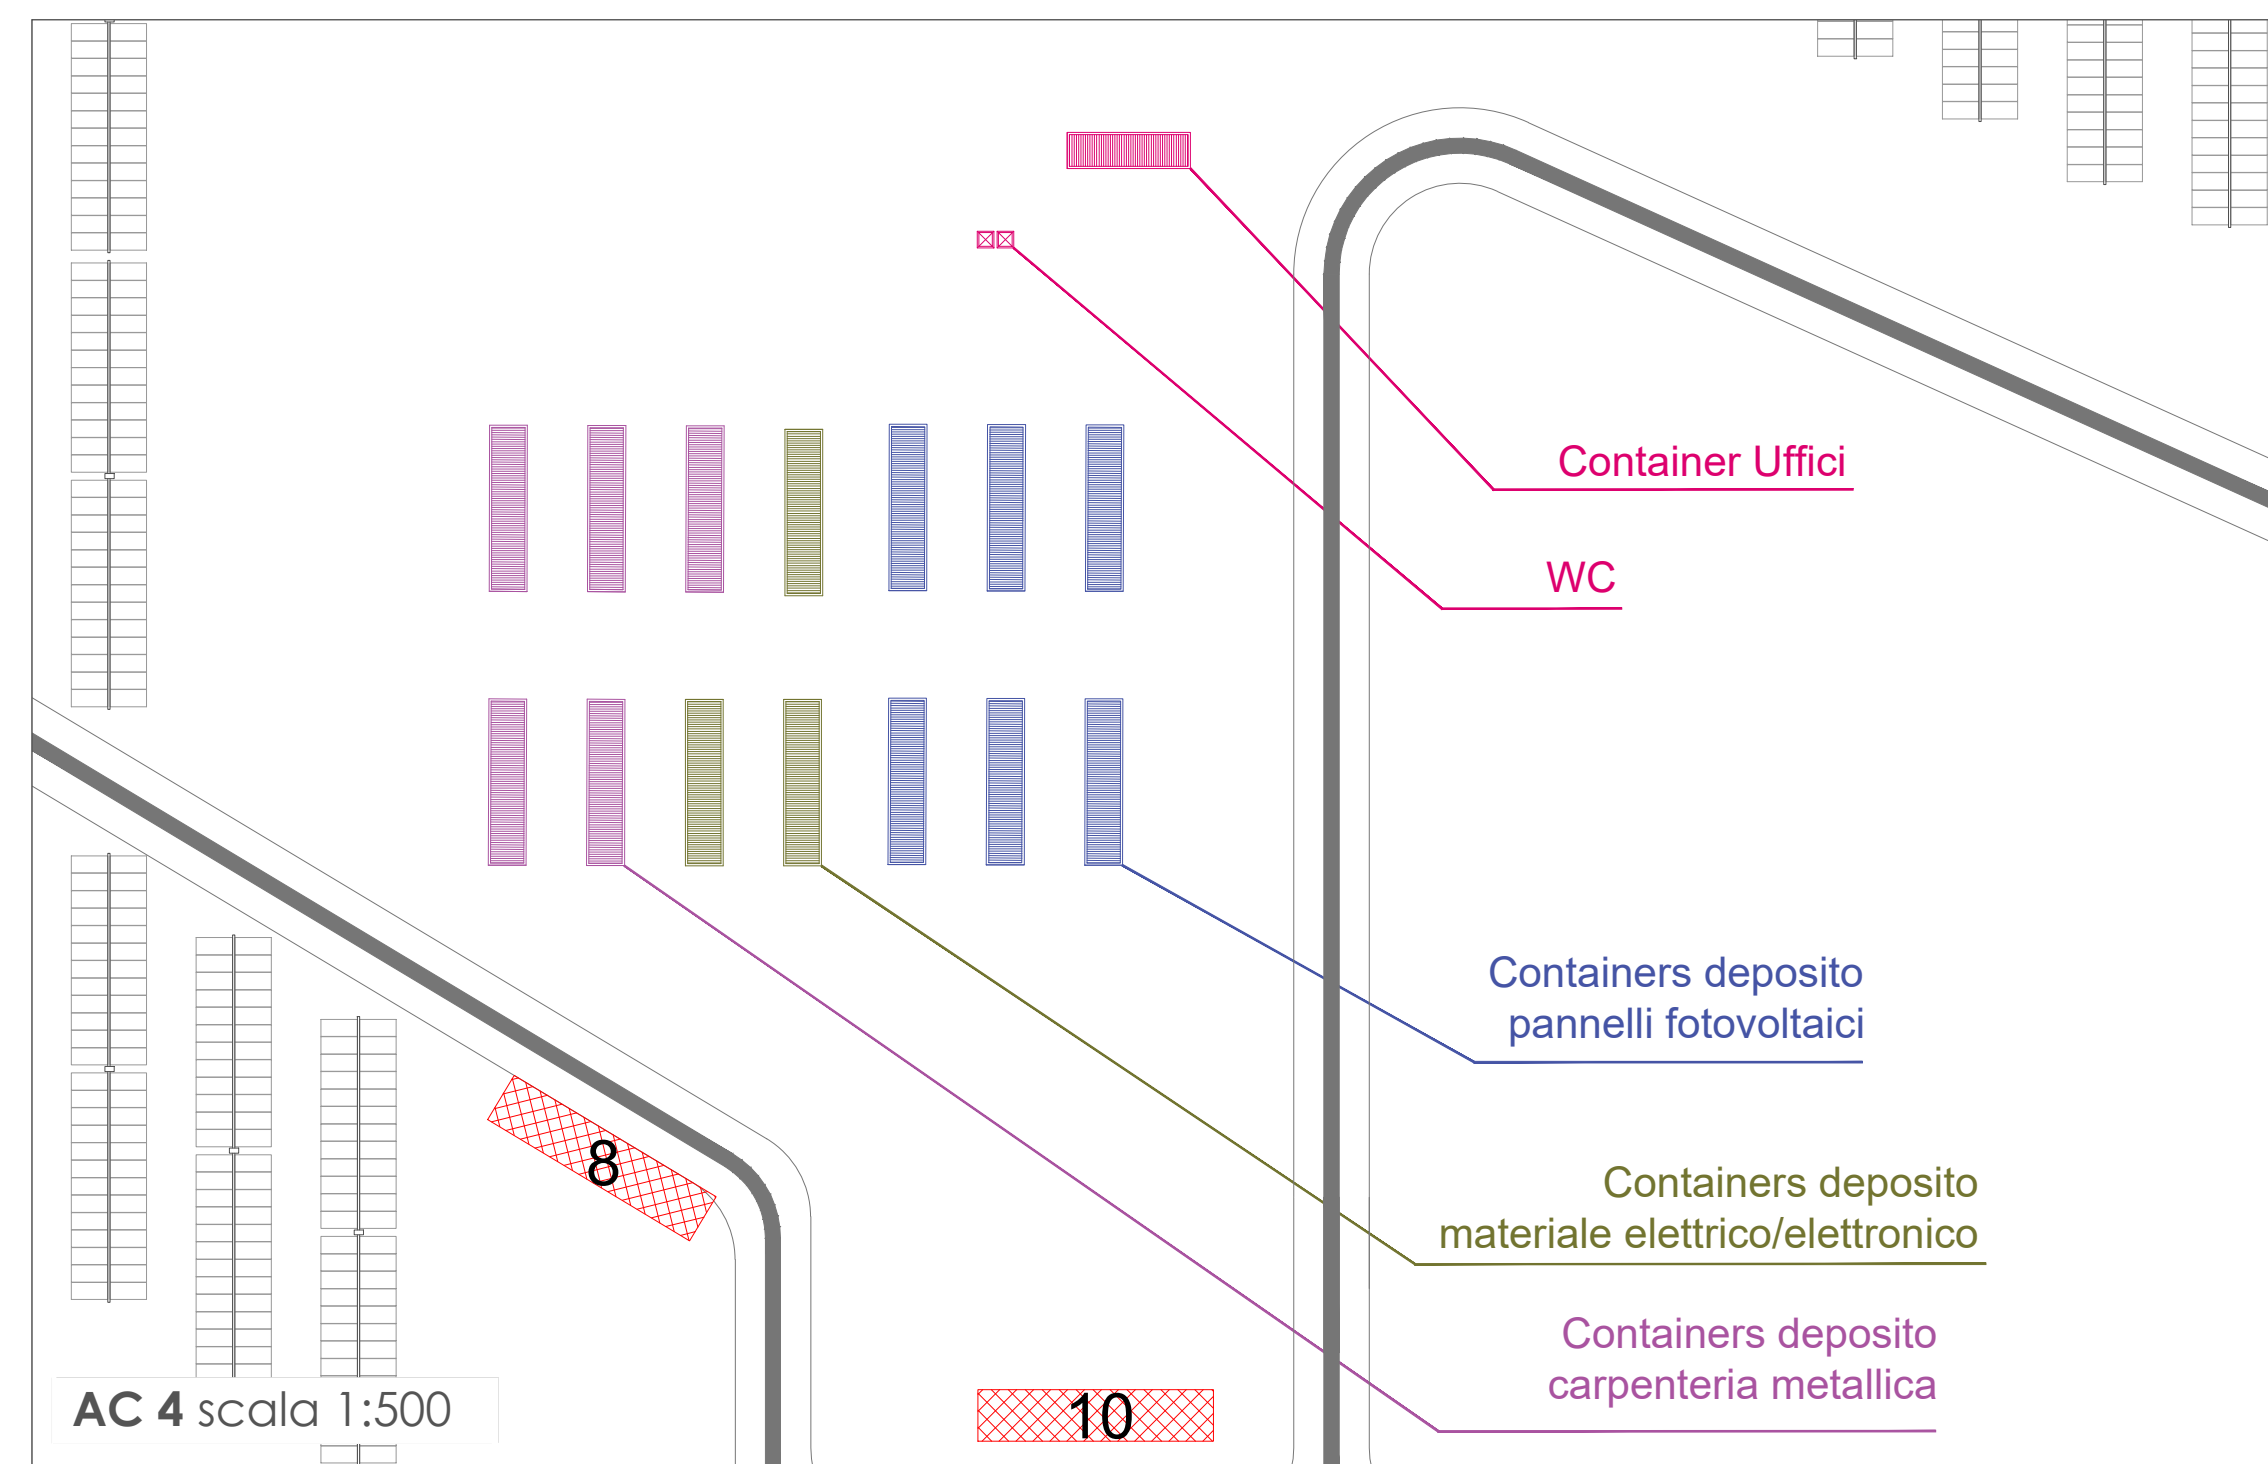 Container Uffici
WC
Containers deposito
pannelli fotovoltaici
8
Containers deposito
materiale elettrico/elettronico
Containers deposito
carpenteria metallica
AC 4 scala 1:500
10